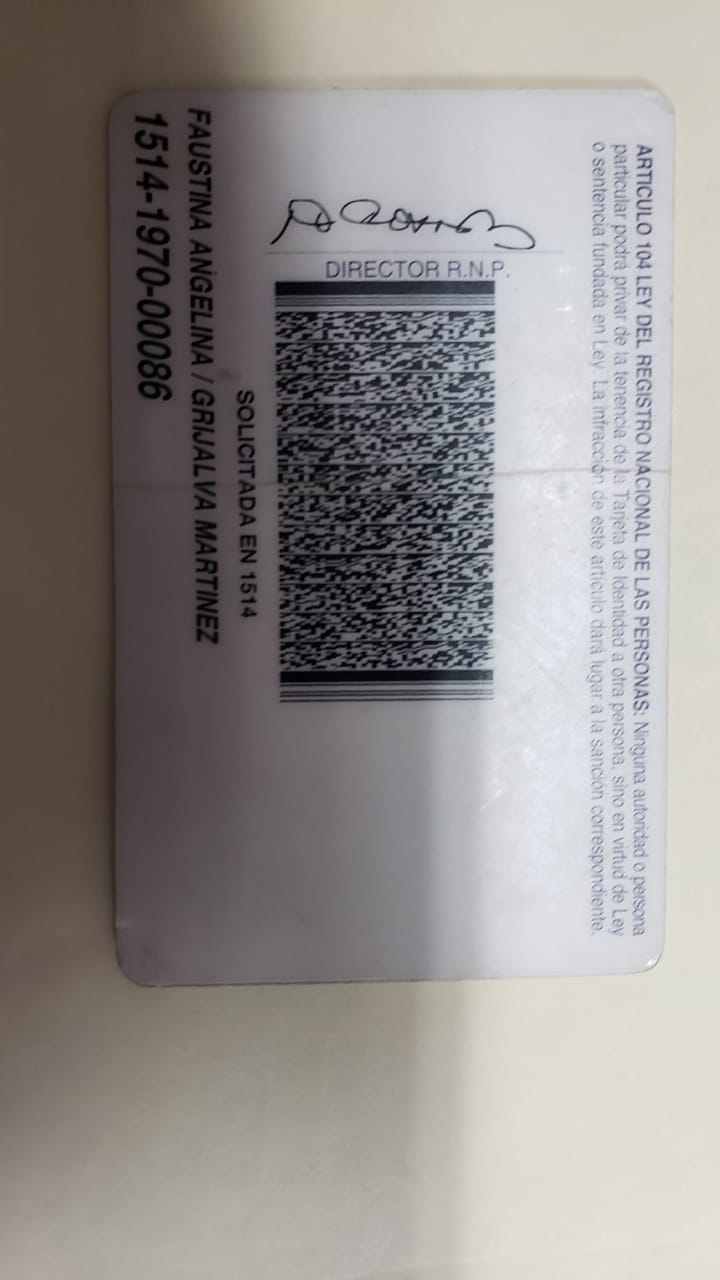 ARTICULO 104 LEY DEL REGISTRO NACIONAL DE LAS PERSONAS: Ninguna autoridad o persona
particular podrá privar de la tenencia de la Tarjeta de Identidad a otra persona, sino en virtud de Ley
o sentencia fundada en Ley. La infracción de este articulo dará lugar a la sanción correspondiente.
DIRECTOR R.N.P.
SOLICITADA EN 1514
FAUSTINA ANGELINA / GRIJALVA MARTINEZ
1514-1970-00086